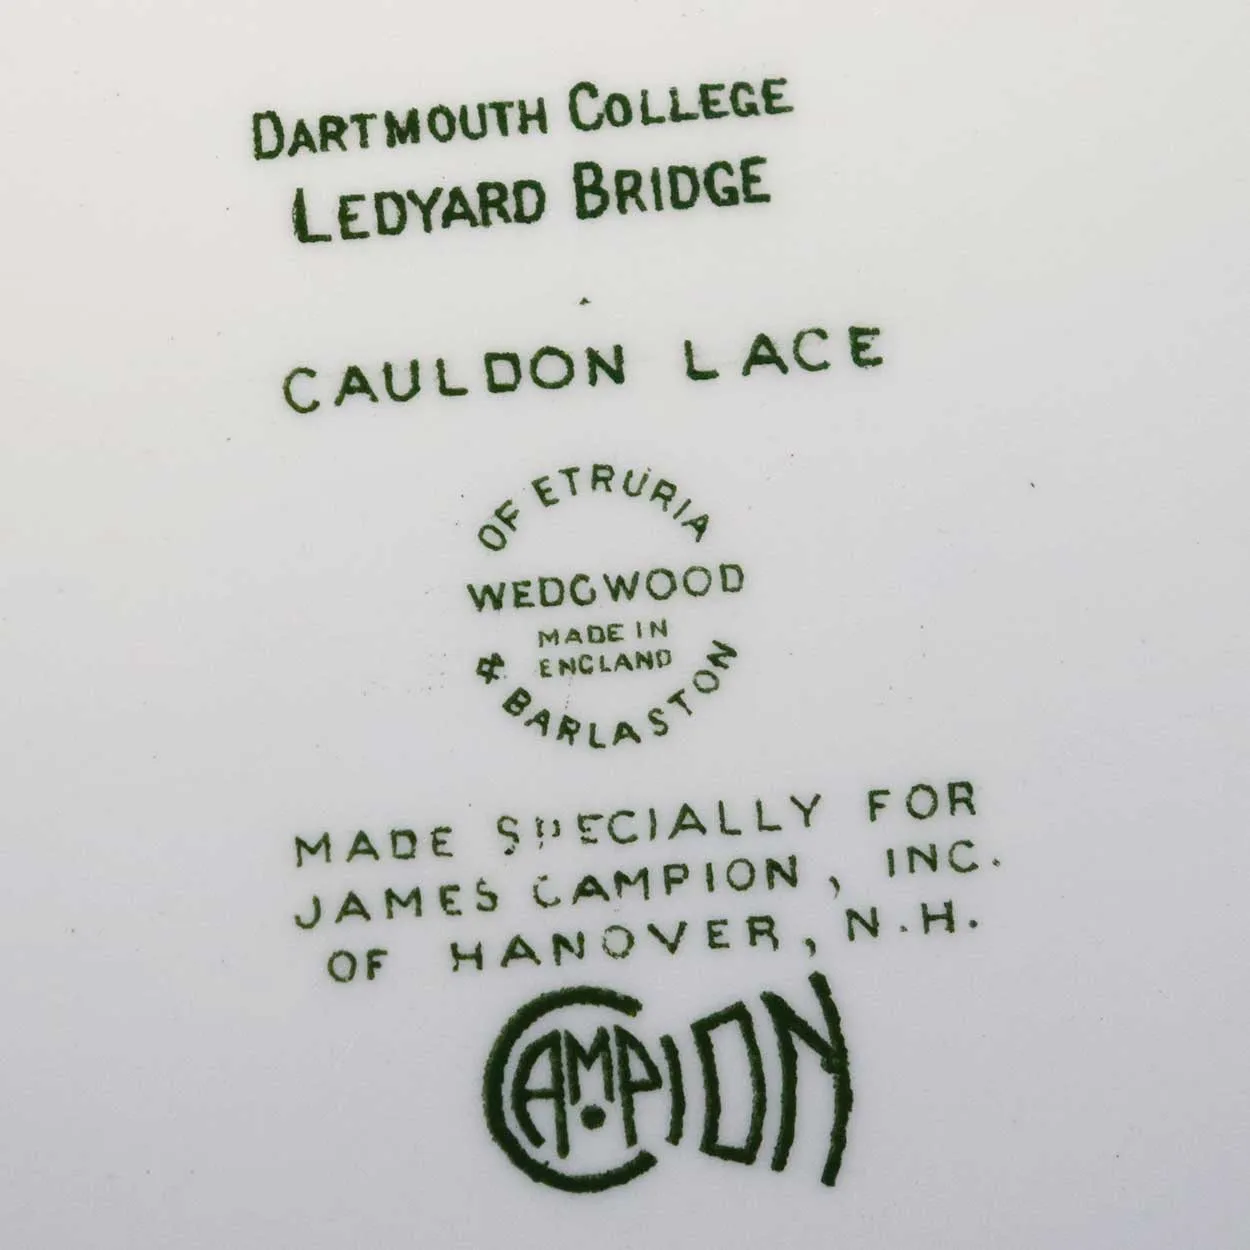 DARTMOUTH COLLEGE
LEDYARD BRIDGE
CAULDON LACE
OF ETRURIA
WEDGWOOD
MADE IN
ENGLAND
& BARLASTON
MADE SPECIALLY FOR
JAMES CAMPION, INC.
OF HANOVER, N.H.
CAMPION